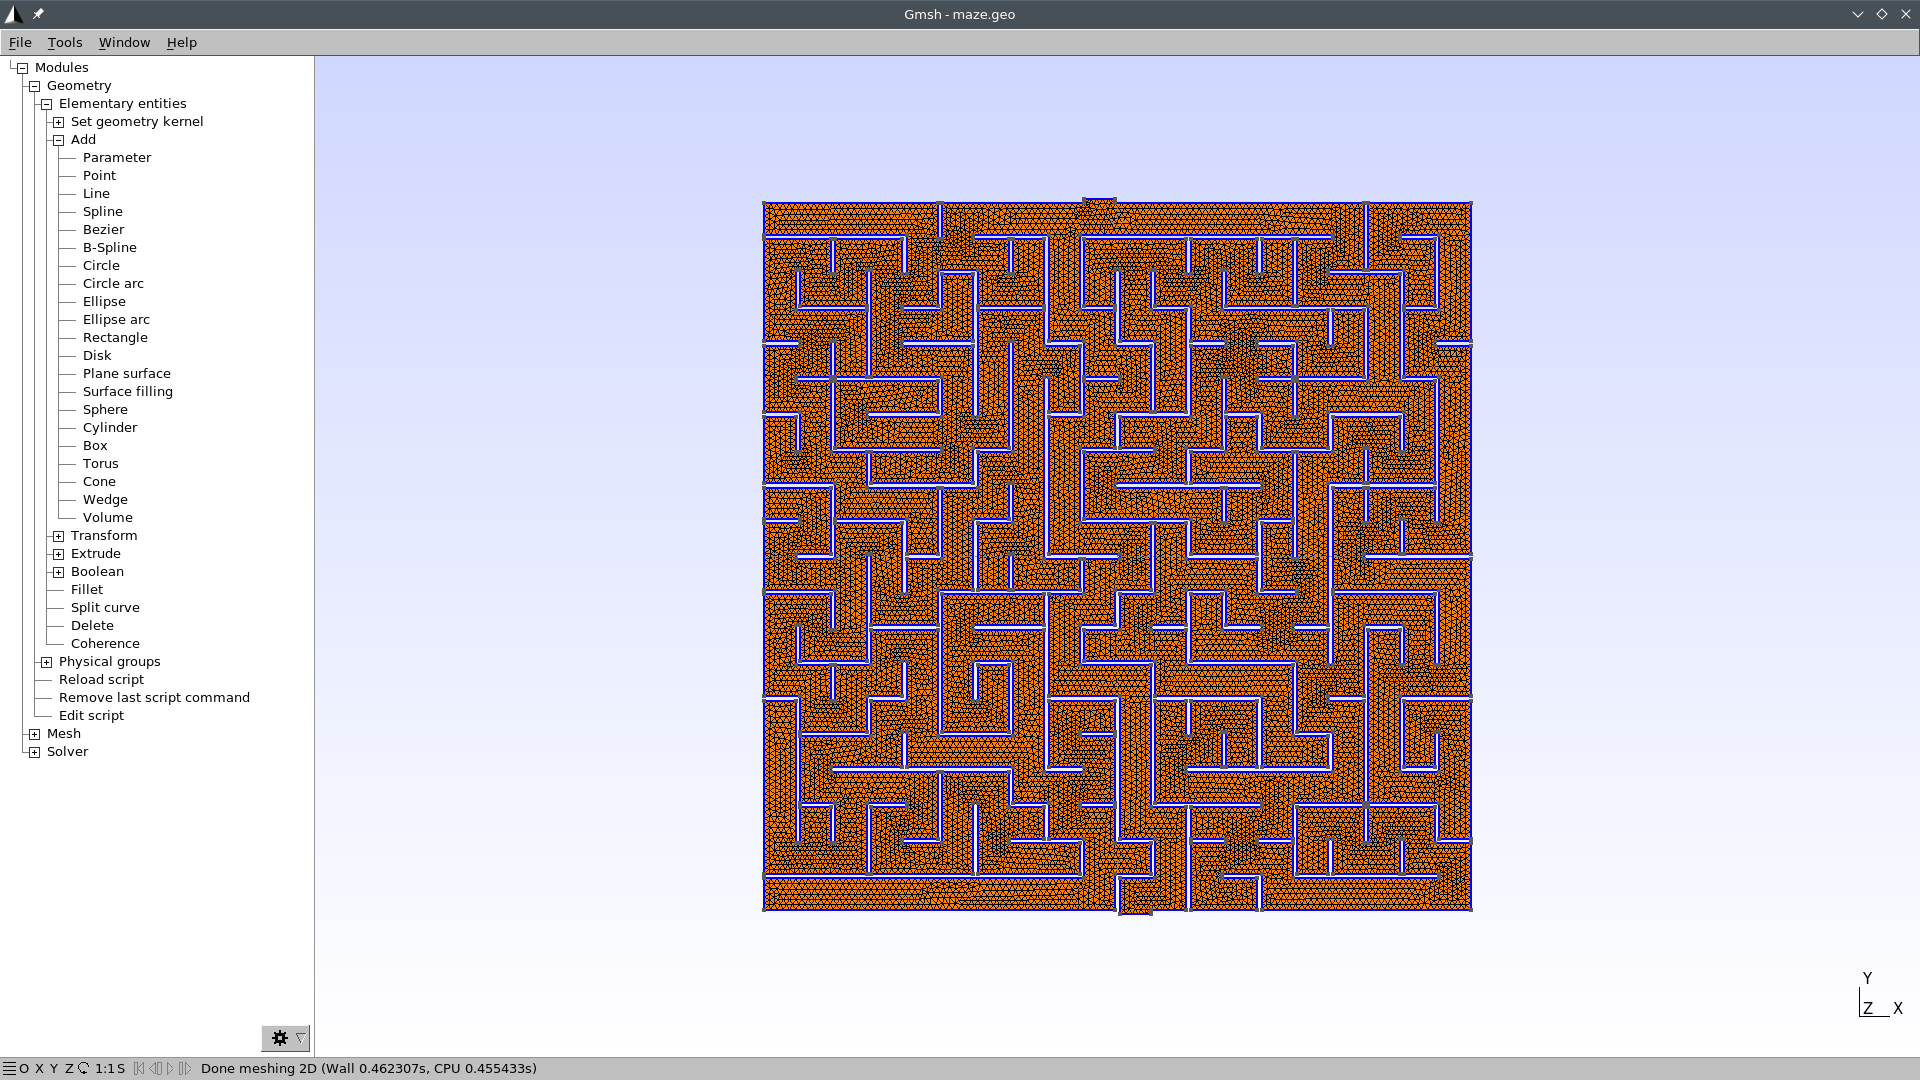 Gmsh - maze.geo
File Tools Window Help
Modules
Geometry
Elementary entities
Set geometry kernel
Add
Parameter
Point
Line
Spline
Bezier
B-Spline
Circle
Circle arc
Ellipse
Ellipse arc
Rectangle
Disk
Plane surface
Surface filling
Sphere
Cylinder
Box
Torus
Cone
Wedge
Volume
Transform
Extrude
Boolean
Fillet
Split curve
Delete
Coherence
Physical groups
Reload script
Remove last script command
Edit script
Mesh
Solver
Y
Z X
O X Y Z 1:1 S Done meshing 2D (Wall 0.462307s, CPU 0.455433s)